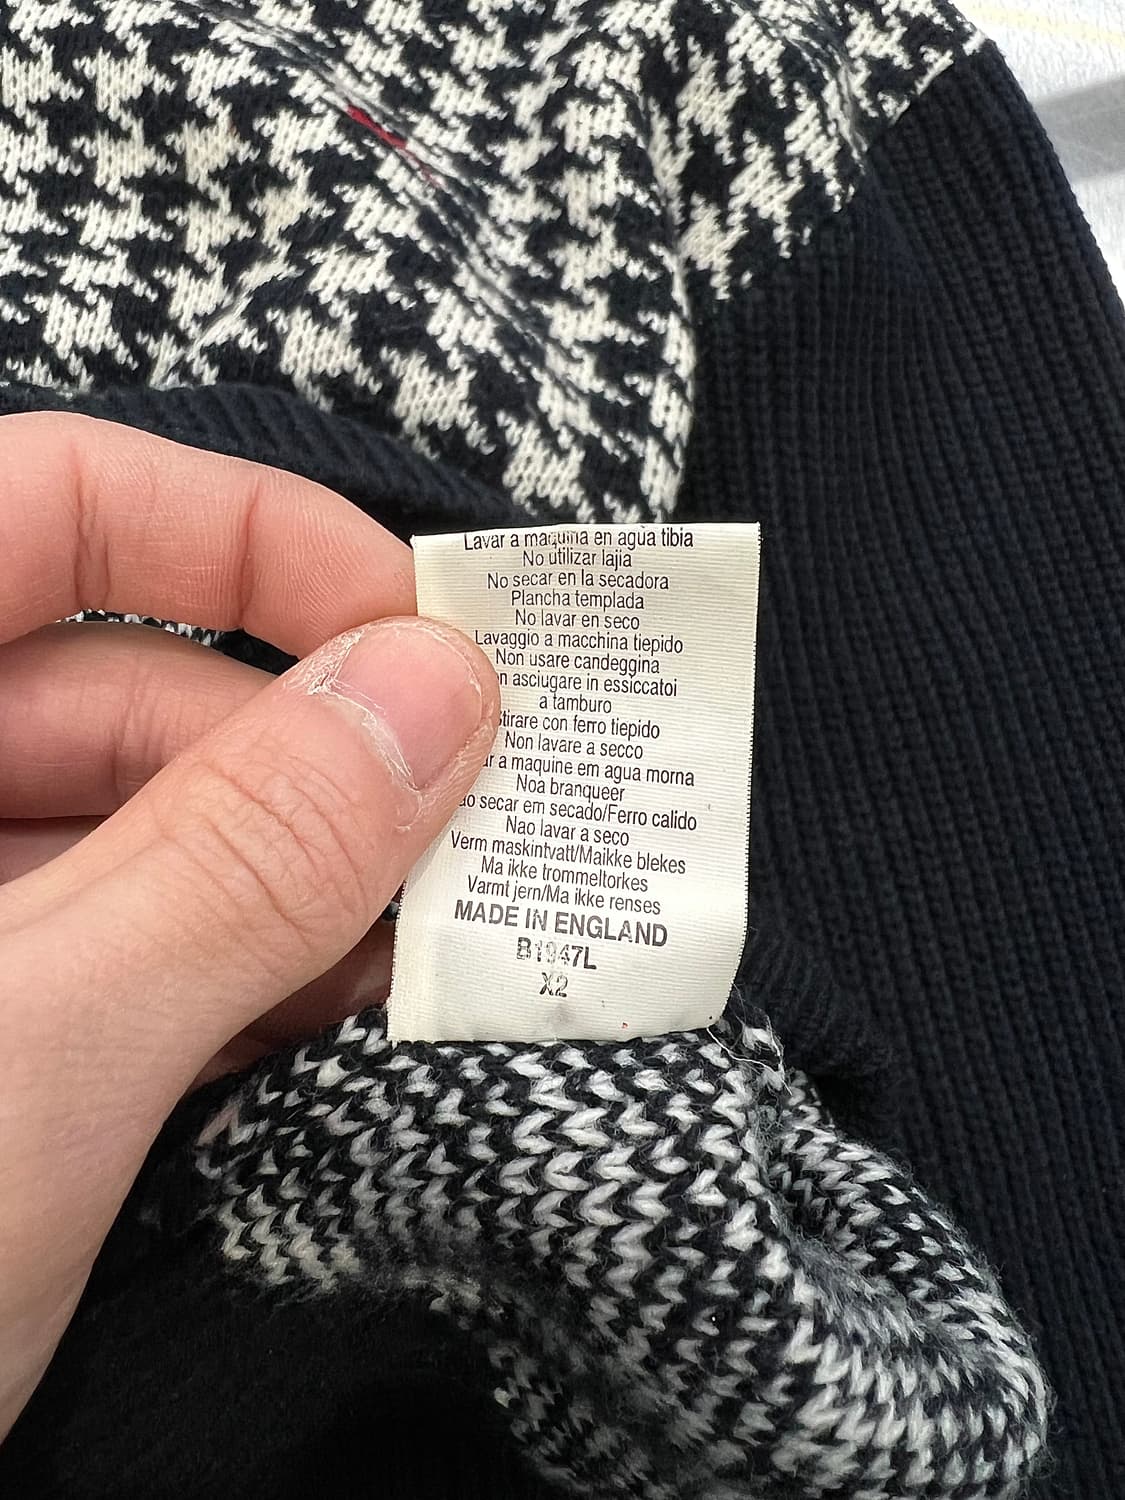 Lavar a maquina en agua tibia
No utilizar lajia
No secar en la secadora
Plancha templada
No lavar en seco
Lavaggio a macchina tiepido
Non usare candeggina
n asciugare in essiccatoi
a tamburo
Stirare con ferro tiepido
Non lavare a secco
ar a maquine em agua morna
Noa branqueer
ao secar em secado/Ferro calido
Nao lavar a seco
Verm maskintvatt/Maikke blekes
Ma ikke trommeltorkes
Varmt jern/Ma ikke renses
MADE IN ENGLAND
B1947L
X2